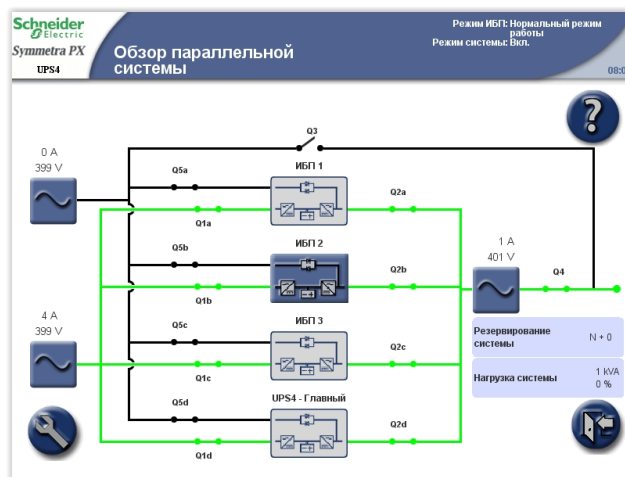 Schneider
Electric
Symmetra PX
UPS4
Обзор параллельной
системы
Режим ИБП: Нормальный режим
работы
Режим системы: Вкл.
08:0
?
Q3
0 A
399 V
Q5a
ИБП 1
Q2a
Q1a
Q5b
ИБП 2
Q2b
Q1b
1 A
401 V
Q4
4 A
399 V
Q5c
ИБП 3
Q2c
Q1c
Резервирование
системы
N + 0
Нагрузка системы
1 kVA
0 %
Q5d
UPS4 - Главный
Q2d
Q1d